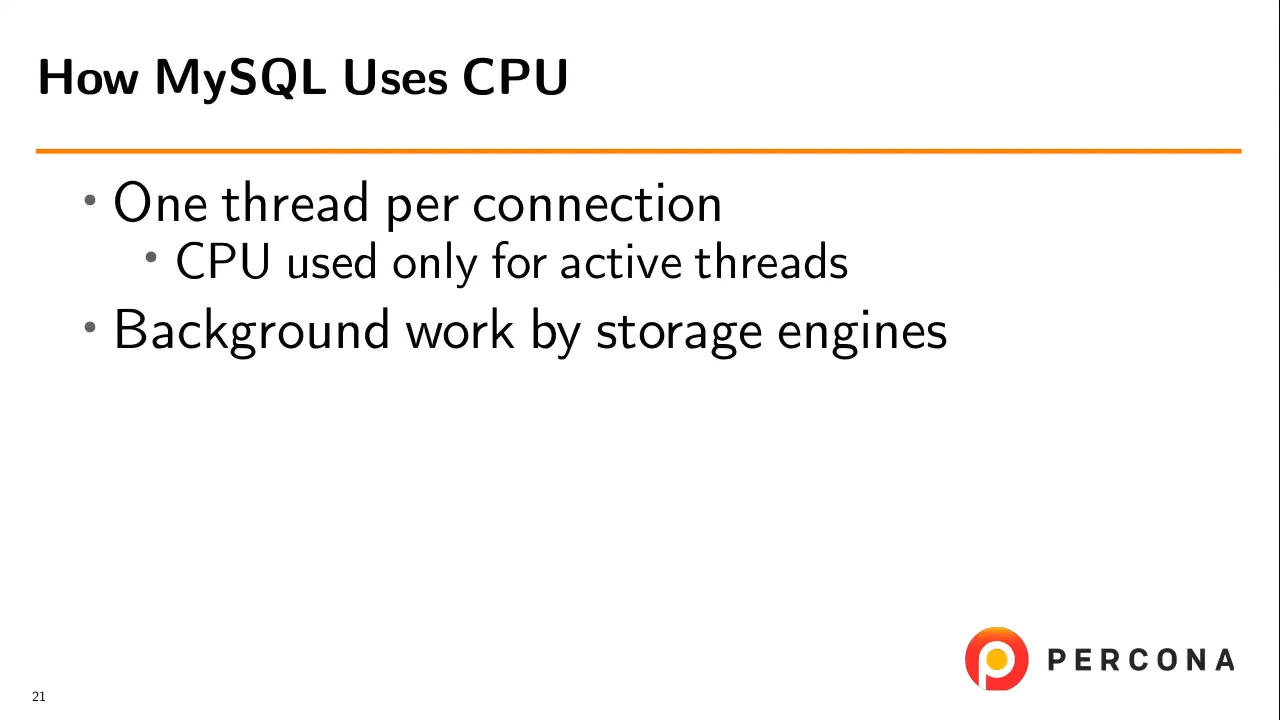 How MySQL Uses CPU
• One thread per connection
• CPU used only for active threads
• Background work by storage engines
PERCONA
21